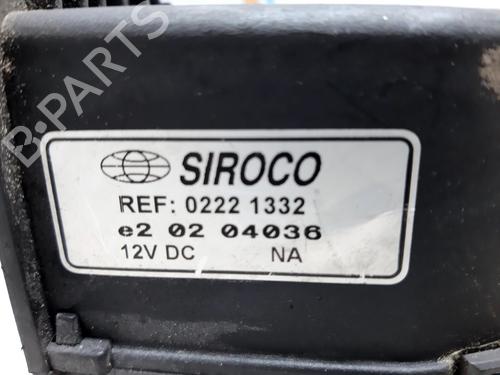 B-PARTS
SIROCO
REF: 0222 1332
e2 02 04036
12V DC NA